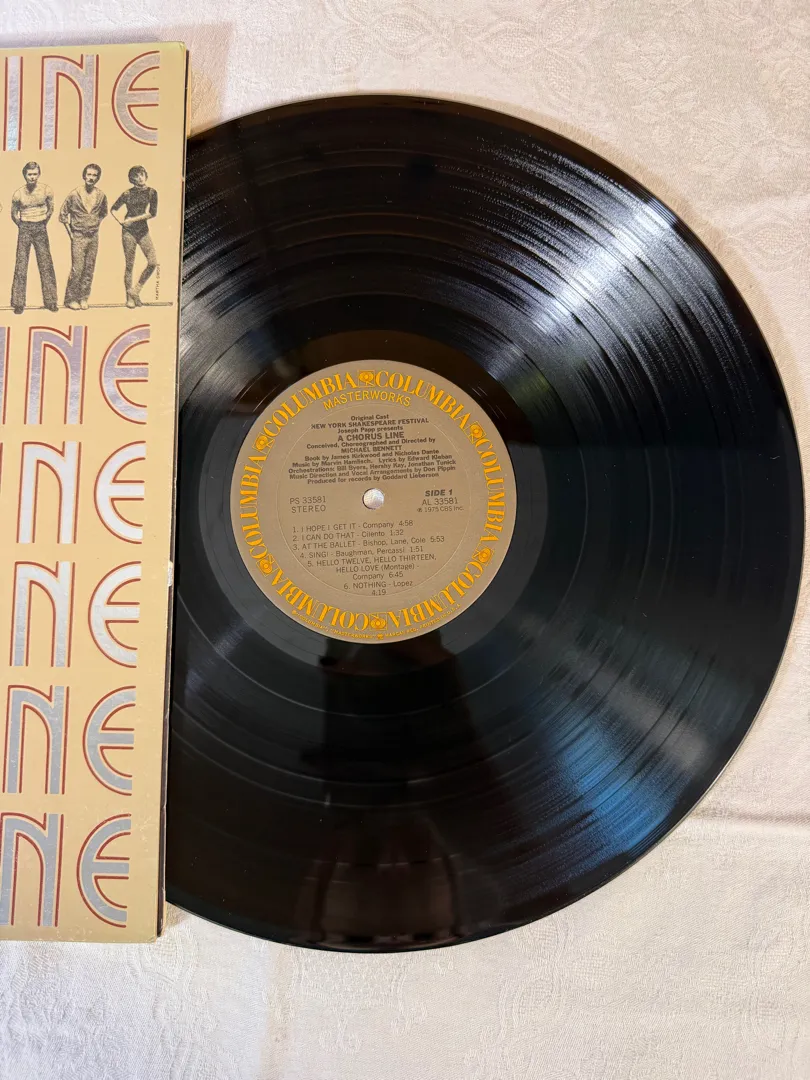 INE
INE
INE
NE
NE
NE
COLUMBIA COLUMBIA COLUMBIA COLUMBIA COLUMBIA COLUMBIA
MASTERWORKS
Original Cast
NEW YORK SHAKESPEARE FESTIVAL
Joseph Papp presents
A CHORUS LINE
Conceived, Choreographed and Directed by
MICHAEL BENNETT
Book by James Kirkwood and Nicholas Dante
Music by Marvin Hamlisch, Lyrics by Edward Kleban
Orchestrations: Bill Byers, Hershy Kay, Jonathan Tunick
Music Direction and Vocal Arrangements by Don Pippin
Produced for records by Goddard Lieberson
PS 33581 SIDE 1
STEREO AL 33581
℗ 1975 CBS Inc.
1. I HOPE I GET IT - Company 4:58
2. I CAN DO THAT - Cilento 1:32
3. AT THE BALLET - Bishop, Lane, Cole 5:53
4. SING! - Baughman, Percassi 1:51
5. HELLO TWELVE, HELLO THIRTEEN,
HELLO LOVE (Montage)
Company 6:45
6. NOTHING - Lopez
4:19